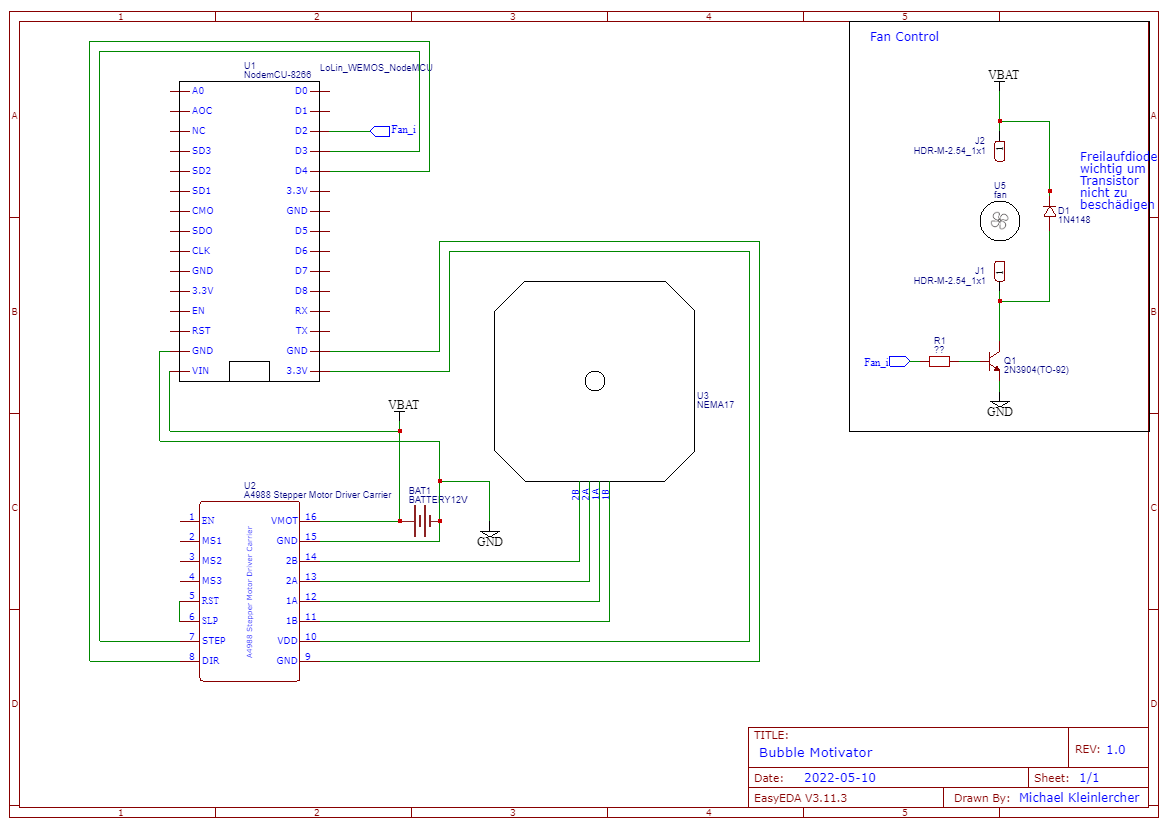 1 2 3 4 5
A
B
C
D
A
B
C
D
1 2 3 4 5
U1
NodemCU-8266
LoLin_WEMOS_NodeMCU
A0 D0
AOC D1
NC D2
Fan_i
SD3 D3
SD2 D4
SD1 3.3V
CMO GND
SDO D5
CLK D6
GND D7
3.3V D8
EN RX
RST TX
GND GND
VIN 3.3V
VBAT
BAT1
BATTERY12V
GND
U3
NEMA17
2B
2A
1A
1B
U2
A4988 Stepper Motor Driver Carrier
A4988 Stepper Motor Driver Carrier
1 EN VMOT 16
2 MS1 GND 15
3 MS2 2B 14
4 MS3 2A 13
5 RST 1A 12
6 SLP 1B 11
7 STEP VDD 10
8 DIR GND 9
Fan Control
VBAT
J2
HDR-M-2.54_1x1
1
U5
fan
D1
1N4148
Freilaufdiode
wichtig um
Transistor
nicht zu
beschädigen
J1
HDR-M-2.54_1x1
1
Fan_i
R1
??
Q1
2N3904(TO-92)
GND
TITLE:
Bubble Motivator
REV: 1.0
Date: 2022-05-10
Sheet: 1/1
EasyEDA V3.11.3
Drawn By: Michael Kleinlercher